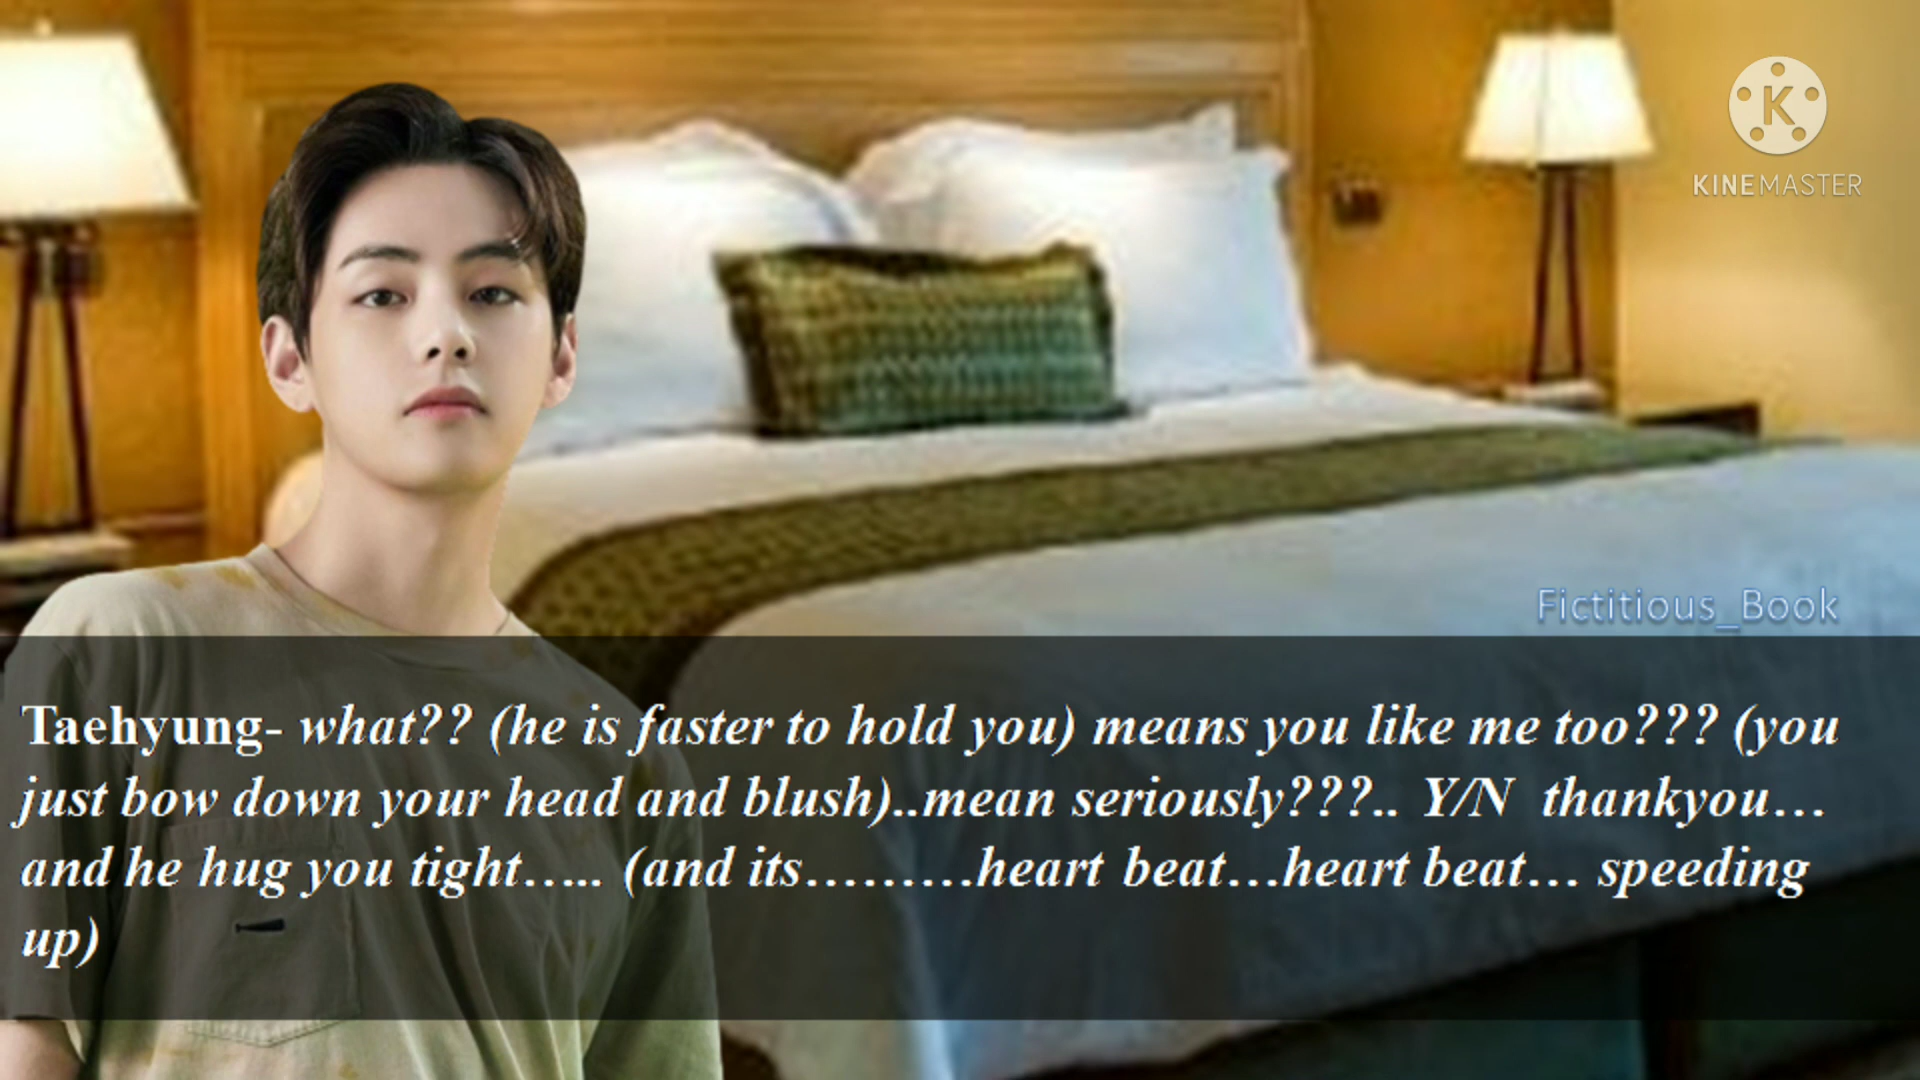 K
KINEMASTER
Fictitious_Book
Taehyung- what?? (he is faster to hold you) means you like me too??? (you
just bow down your head and blush)..mean seriously???.. Y/N thankyou…
and he hug you tight….. (and its………heart beat…heart beat… speeding
up)